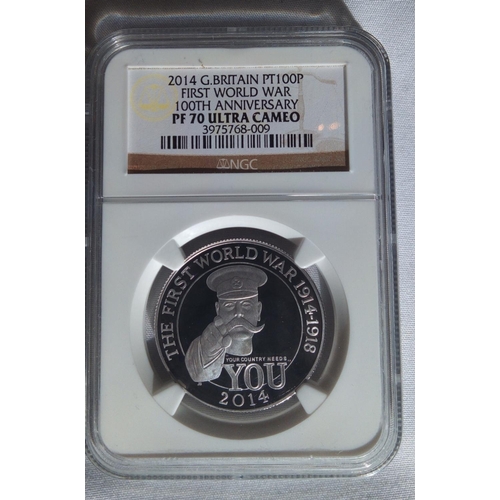 2014 G.BRITAIN PT100P
FIRST WORLD WAR
100TH ANNIVERSARY
PF 70 ULTRA CAMEO
3975768-009
NGC
THE FIRST WORLD WAR 1914-1918
YOUR COUNTRY NEEDS
YOU
2014